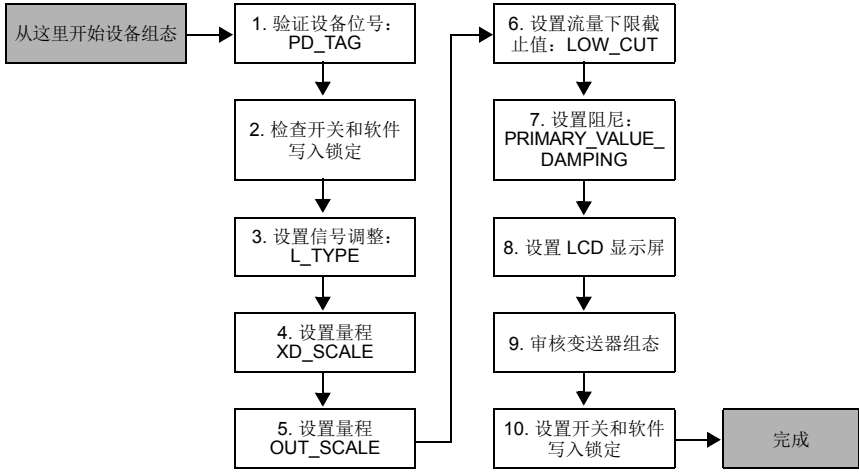 从这里开始设备组态
1. 验证设备位号：
PD_TAG
2. 检查开关和软件
写入锁定
3. 设置信号调整：
L_TYPE
4. 设置量程
XD_SCALE
5. 设置量程
OUT_SCALE
6. 设置流量下限截
止值：LOW_CUT
7. 设置阻尼：
PRIMARY_VALUE_
DAMPING
8. 设置 LCD 显示屏
9. 审核变送器组态
10. 设置开关和软件
写入锁定
完成